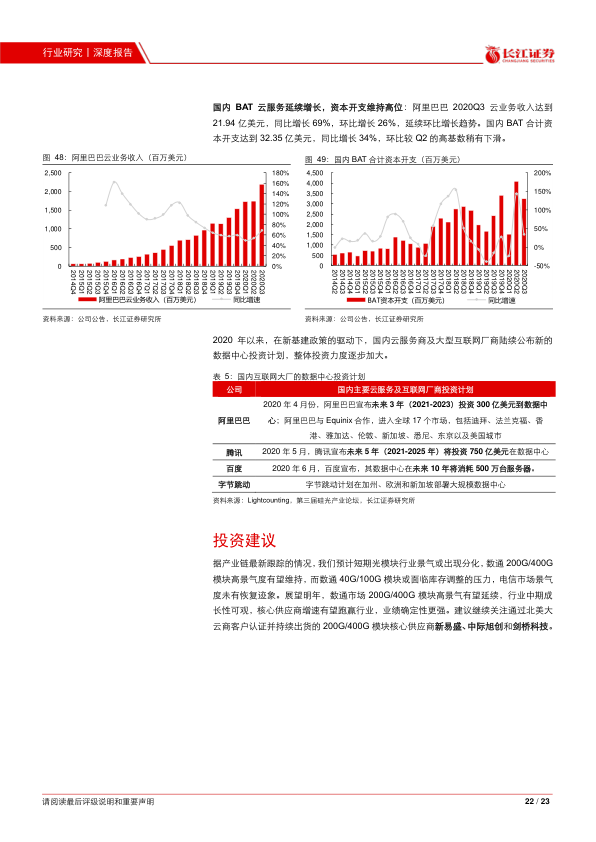 行业研究丨深度报告
长江证券
国内 BAT 云服务延续增长，资本开支维持高位：阿里巴巴 2020Q3 云业务收入达到
21.94 亿美元，同比增长 69%，环比增长 26%，延续环比增长趋势。国内 BAT 合计资
本开支达到 32.35 亿美元，同比增长 34%，环比较 Q2 的高基数稍有下滑。
图 48：阿里巴巴云业务收入（百万美元）
2,500
2,000
1,500
1,000
500
0
180%
160%
140%
120%
100%
80%
60%
40%
20%
0%
2014Q4
2015Q1
2015Q2
2015Q3
2015Q4
2016Q1
2016Q2
2016Q3
2016Q4
2017Q1
2017Q2
2017Q3
2017Q4
2018Q1
2018Q2
2018Q3
2018Q4
2019Q1
2019Q2
2019Q3
2019Q4
2020Q1
2020Q2
2020Q3
阿里巴巴云业务收入（百万美元）
同比增速
资料来源：公司公告，长江证券研究所
图 49：国内 BAT 合计资本开支（百万美元）
4,500
4,000
3,500
3,000
2,500
2,000
1,500
1,000
500
0
200%
150%
100%
50%
0%
-50%
2014Q2
2014Q3
2014Q4
2015Q1
2015Q2
2015Q3
2015Q4
2016Q1
2016Q2
2016Q3
2016Q4
2017Q1
2017Q2
2017Q3
2017Q4
2018Q1
2018Q2
2018Q3
2018Q4
2019Q1
2019Q2
2019Q3
2019Q4
2020Q1
2020Q2
2020Q3
BAT资本开支（百万美元）
同比增速
资料来源：公司公告，长江证券研究所
2020 年以来，在新基建政策的驱动下，国内云服务商及大型互联网厂商陆续公布新的
数据中心投资计划，整体投资力度逐步加大。
表 5：国内互联网大厂的数据中心投资计划
公司 国内主要云服务及互联网厂商投资计划
阿里巴巴
2020 年 4 月份，阿里巴巴宣布未来 3 年（2021-2023）投资 300 亿美元到数据中
心；阿里巴巴与 Equinix 合作，进入全球 17 个市场，包括迪拜、法兰克福、香
港、雅加达、伦敦、新加坡、悉尼、东京以及美国城市
腾讯 2020 年 5 月，腾讯宣布未来 5 年（2021-2025 年）将投资 750 亿美元在数据中心
百度 2020 年 6 月，百度宣布，其数据中心在未来 10 年将消耗 500 万台服务器。
字节跳动 字节跳动计划在加州、欧洲和新加坡部署大规模数据中心
资料来源：Lightcounting，第三届硅光产业论坛，长江证券研究所
投资建议
据产业链最新跟踪的情况，我们预计短期光模块行业景气或出现分化，数通 200G/400G
模块高景气度有望维持，而数通 40G/100G 模块或面临库存调整的压力，电信市场景气
度未有恢复迹象。展望明年，数通市场 200G/400G 模块高景气有望延续，行业中期成
长性可观，核心供应商增速有望跑赢行业，业绩确定性更强。建议继续关注通过北美大
云商客户认证并持续出货的 200G/400G 模块核心供应商新易盛、中际旭创和剑桥科技。
请阅读最后评级说明和重要声明
22 / 23